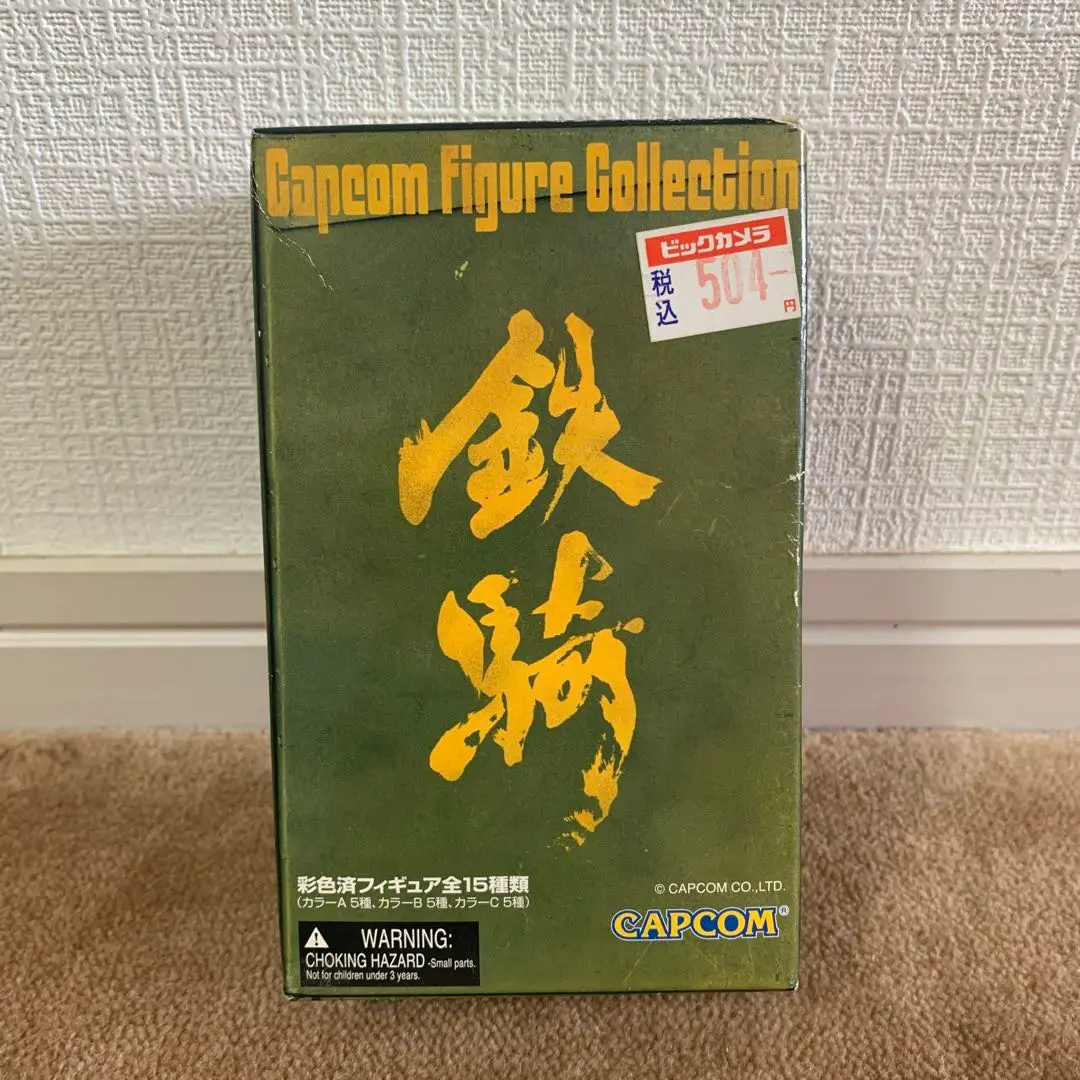 Capcom Figure Collection
ビックカメラ
税込 504-円
鉄騎
彩色済フィギュア全15種類
(カラーA 5種、カラーB 5種、カラーC 5種)
© CAPCOM CO.,LTD.
CAPCOM®
WARNING:
CHOKING HAZARD -Small parts.
Not for children under 3 years.